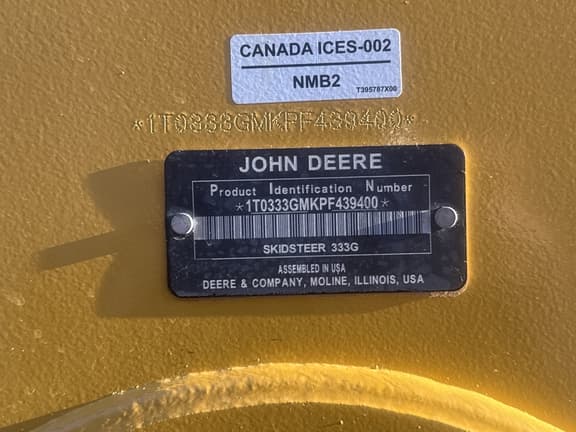 CANADA ICES-002
NMB2
T395787X00
*1T0333GMKPF439400*
JOHN DEERE
Product Identification Number
*1T0333GMKPF439400*
SKIDSTEER 333G
ASSEMBLED IN USA
DEERE & COMPANY, MOLINE, ILLINOIS, USA